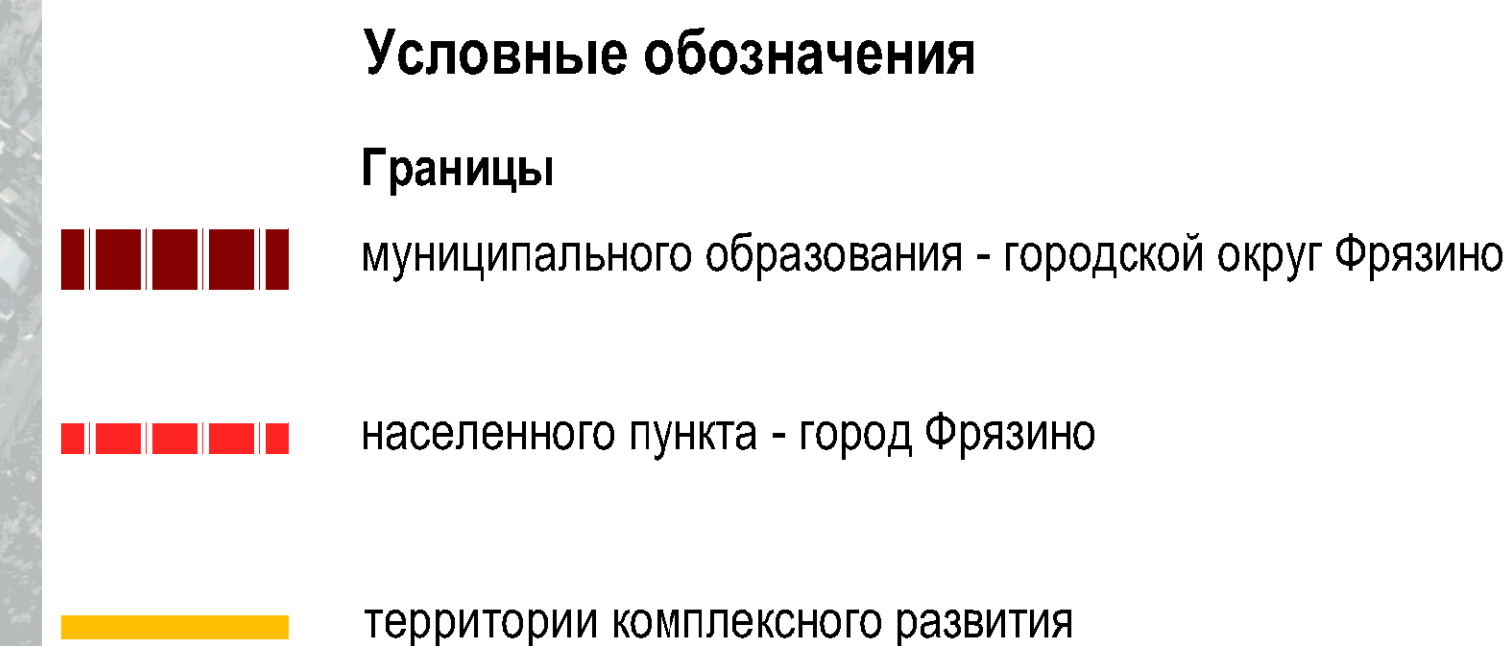 Условные обозначения
Границы
муниципального образования - городской округ Фрязино
населенного пункта - город Фрязино
территории комплексного развития